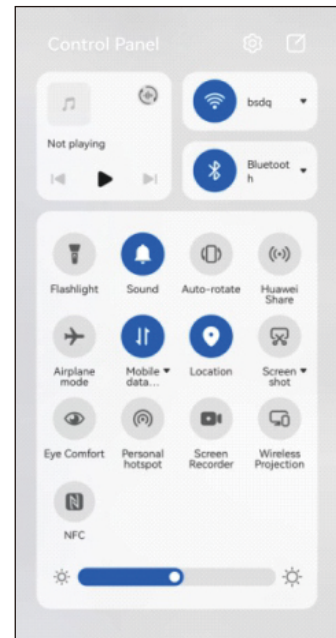 Control Panel
bsdq
Not playing
Bluetoot
h
Flashlight
Sound
Auto-rotate
Huawei
Share
Airplane
mode
Mobile
data...
Location
Screen
shot
Eye Comfort
Personal
hotspot
Screen
Recorder
Wireless
Projection
N
NFC